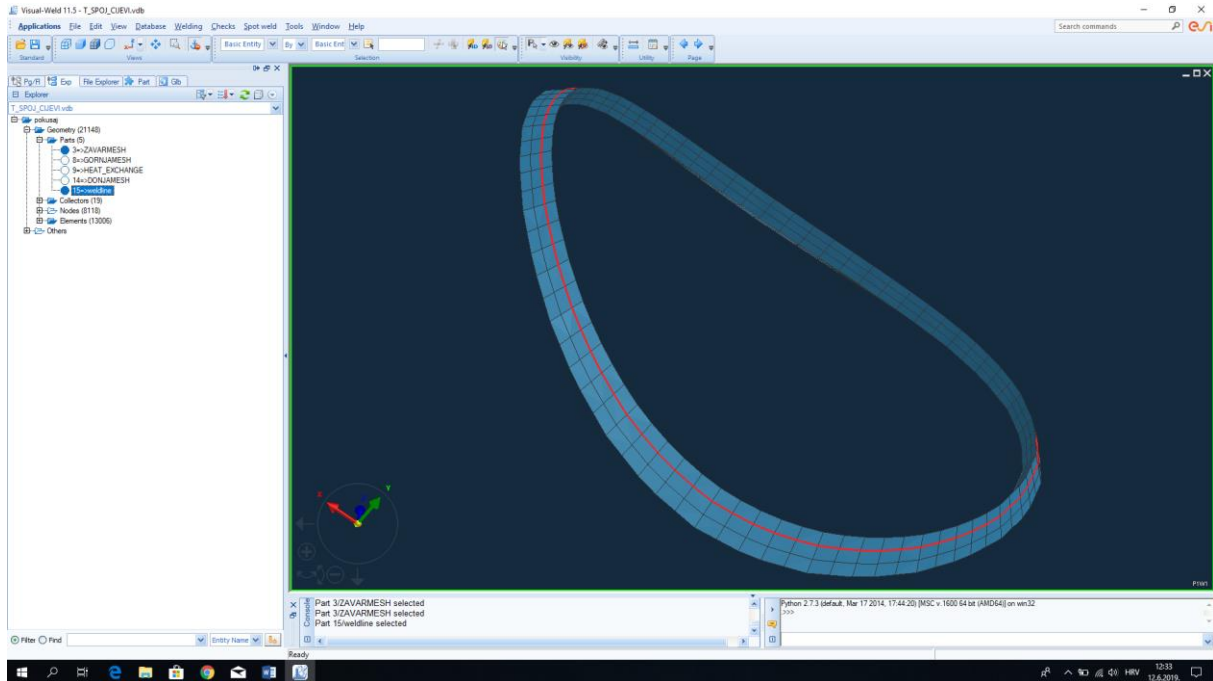 Visual-Weld 11.5 - T_SPOJ_CIJEVI.vdb
Applications File Edit View Database Welding Checks Spot weld Tools Window Help
Search commands
Basic Entity By Basic Ent
Standard Views Selection Visibility Utility Page
Pg/R Exp File Explorer Part Glb
Explorer
T_SPOJ_CIJEVI.vdb
pokusaj
Geometry (21148)
Parts (5)
3=>ZAVARMESH
8=>GORNJAMESH
9=>HEAT_EXCHANGE
14=>DONJAMESH
15=>weldline
Collectors (19)
Nodes (8118)
Elements (13006)
Others
X Y
P1W1
Console
Part 3/ZAVARMESH selected
Part 3/ZAVARMESH selected
Part 15/weldline selected
Python 2.7.3 (default, Mar 17 2014, 17:44:20) [MSC v.1600 64 bit (AMD64)] on win32
>>>
Filter Find Entity Name
Ready
HRV 12:33
12.6.2019.